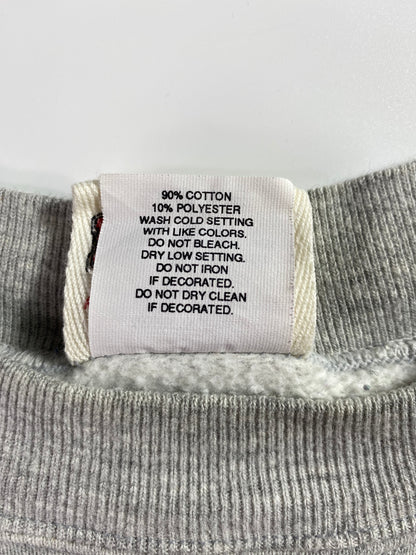 90% COTTON
10% POLYESTER
WASH COLD SETTING
WITH LIKE COLORS.
DO NOT BLEACH.
DRY LOW SETTING.
DO NOT IRON
IF DECORATED.
DO NOT DRY CLEAN
IF DECORATED.